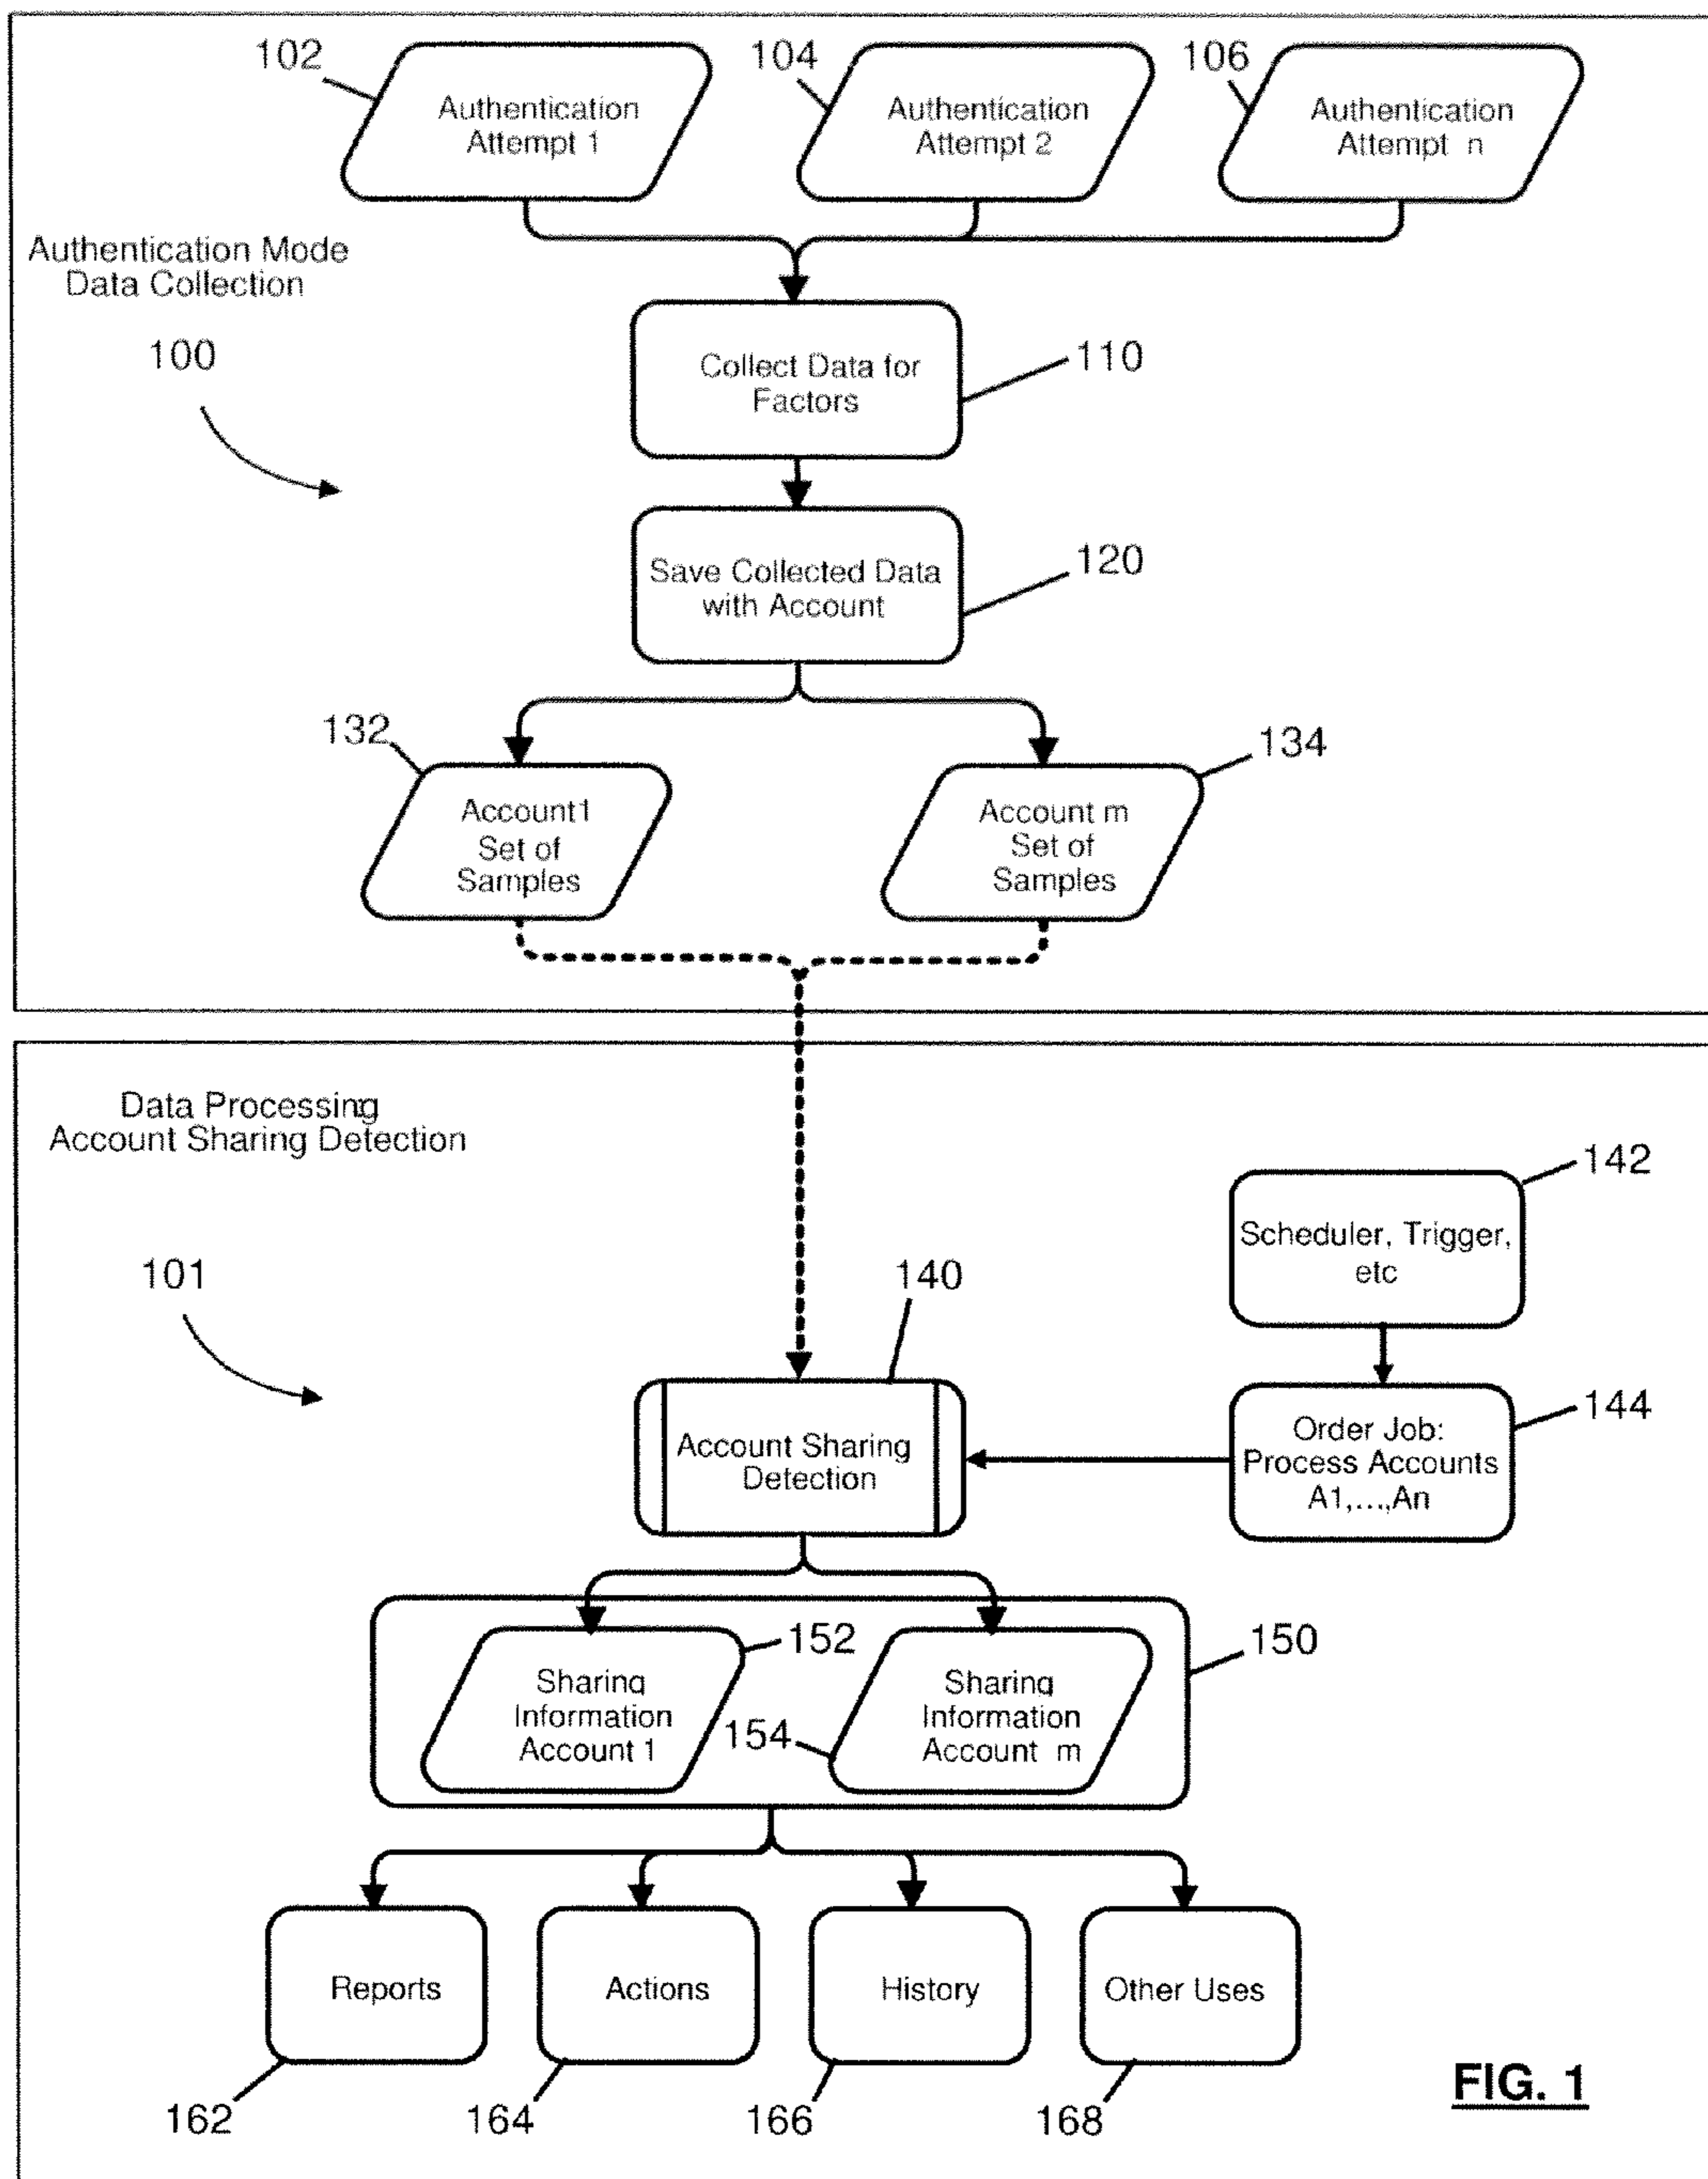 102
104
106
Authentication
Attempt 1
Authentication
Attempt 2
Authentication
Attempt n
Authentication Mode
Data Collection
100
Collect Data for
Factors
110
Save Collected Data
with Account
120
132
134
Account 1
Set of
Samples
Account m
Set of
Samples
Data Processing
Account Sharing Detection
101
142
Scheduler, Trigger,
etc
140
144
Order Job:
Process Accounts
A1,...,An
Account Sharing
Detection
150
152
154
Sharing
Information
Account 1
Sharing
Information
Account m
Reports
Actions
History
Other Uses
162
164
166
168
FIG. 1